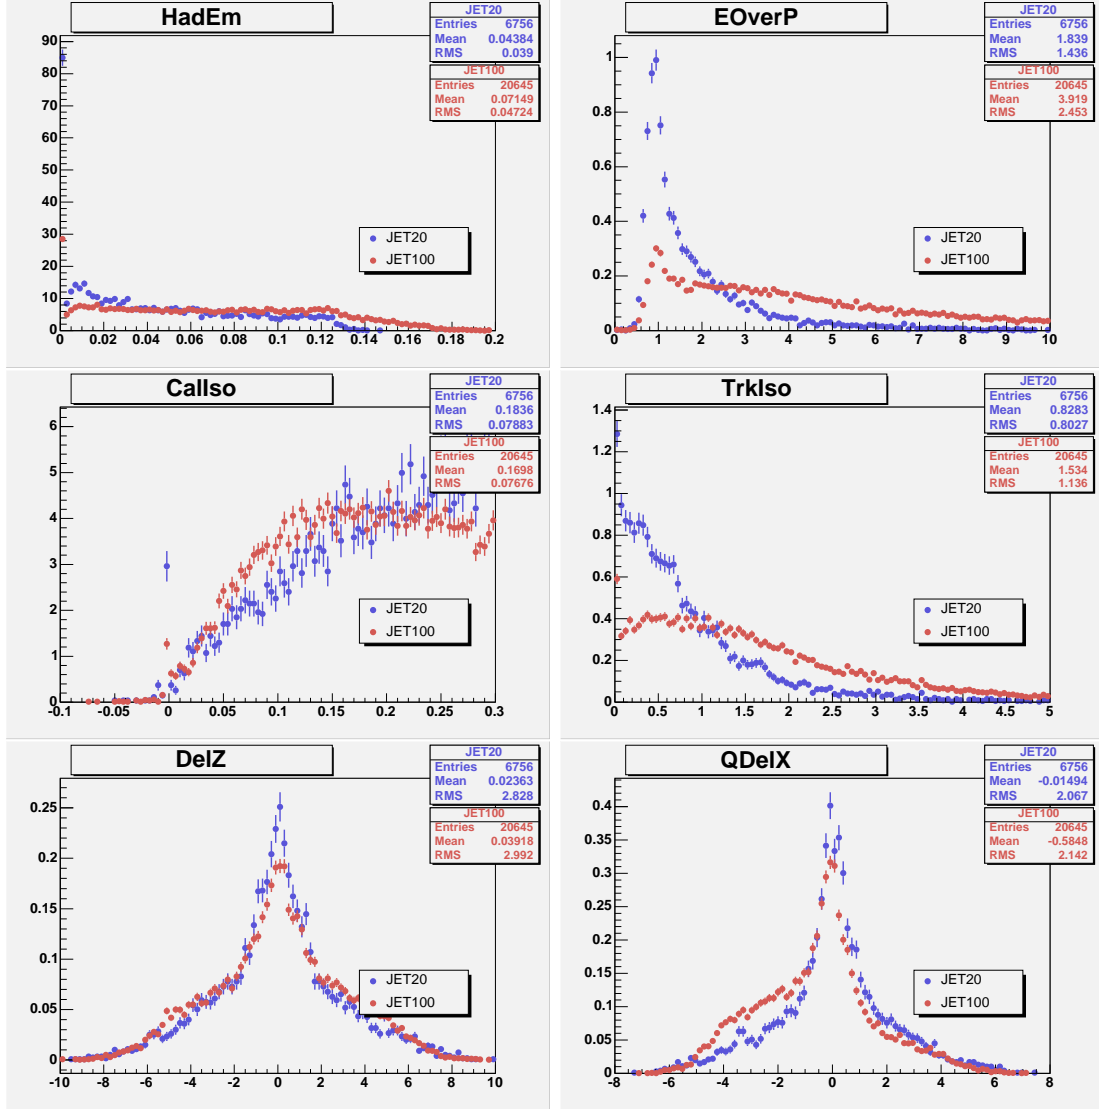 HadEm
JET20
Entries 6756
Mean 0.04384
RMS 0.039
JET100
Entries 20645
Mean 0.07149
RMS 0.04724
90
80
70
60
50
40
30
20
10
0
JET20
JET100
0 0.02 0.04 0.06 0.08 0.1 0.12 0.14 0.16 0.18 0.2
EOverP
JET20
Entries 6756
Mean 1.839
RMS 1.436
JET100
Entries 20645
Mean 3.919
RMS 2.453
1
0.8
0.6
0.4
0.2
0
JET20
JET100
0 1 2 3 4 5 6 7 8 9 10
CalIso
JET20
Entries 6756
Mean 0.1836
RMS 0.07883
JET100
Entries 20645
Mean 0.1698
RMS 0.07676
6
5
4
3
2
1
0
JET20
JET100
-0.1 -0.05 0 0.05 0.1 0.15 0.2 0.25 0.3
TrkIso
JET20
Entries 6756
Mean 0.8283
RMS 0.8027
JET100
Entries 20645
Mean 1.534
RMS 1.136
1.4
1.2
1
0.8
0.6
0.4
0.2
0
JET20
JET100
0 0.5 1 1.5 2 2.5 3 3.5 4 4.5 5
DelZ
JET20
Entries 6756
Mean 0.02363
RMS 2.828
JET100
Entries 20645
Mean 0.03918
RMS 2.992
0.25
0.2
0.15
0.1
0.05
0
JET20
JET100
-10 -8 -6 -4 -2 0 2 4 6 8 10
QDelX
JET20
Entries 6756
Mean -0.01494
RMS 2.067
JET100
Entries 20645
Mean -0.5848
RMS 2.142
0.4
0.35
0.3
0.25
0.2
0.15
0.1
0.05
0
JET20
JET100
-8 -6 -4 -2 0 2 4 6 8